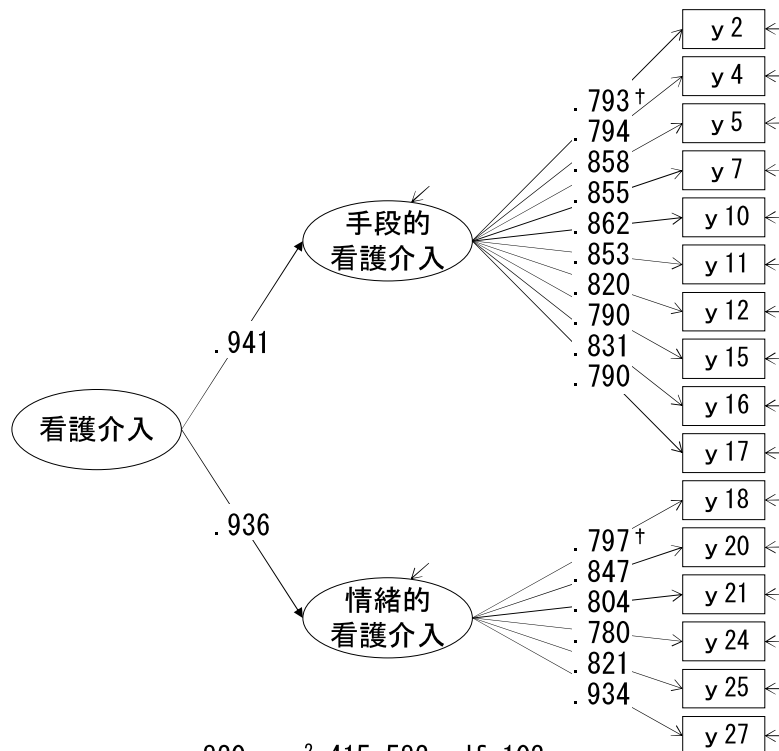 y 2
y 4
y 5
y 7
y 10
y 11
y 12
y 15
y 16
y 17
y 18
y 20
y 21
y 24
y 25
y 27
.793†
.794
.858
.855
.862
.853
.820
.790
.831
.790
手段的
看護介入
.941
看護介入
.936
.797†
.847
.804
.780
.821
.934
情緒的
看護介入